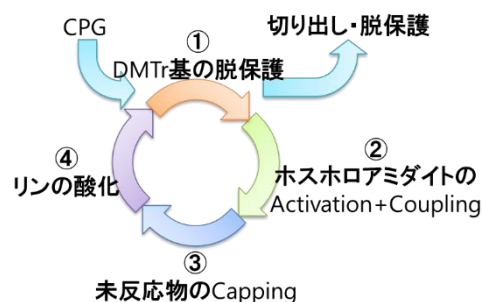 CPG
①
DMTr基の脱保護
切り出し・脱保護
②
ホスホロアミダイトの
Activation+Coupling
③
未反応物のCapping
④
リンの酸化